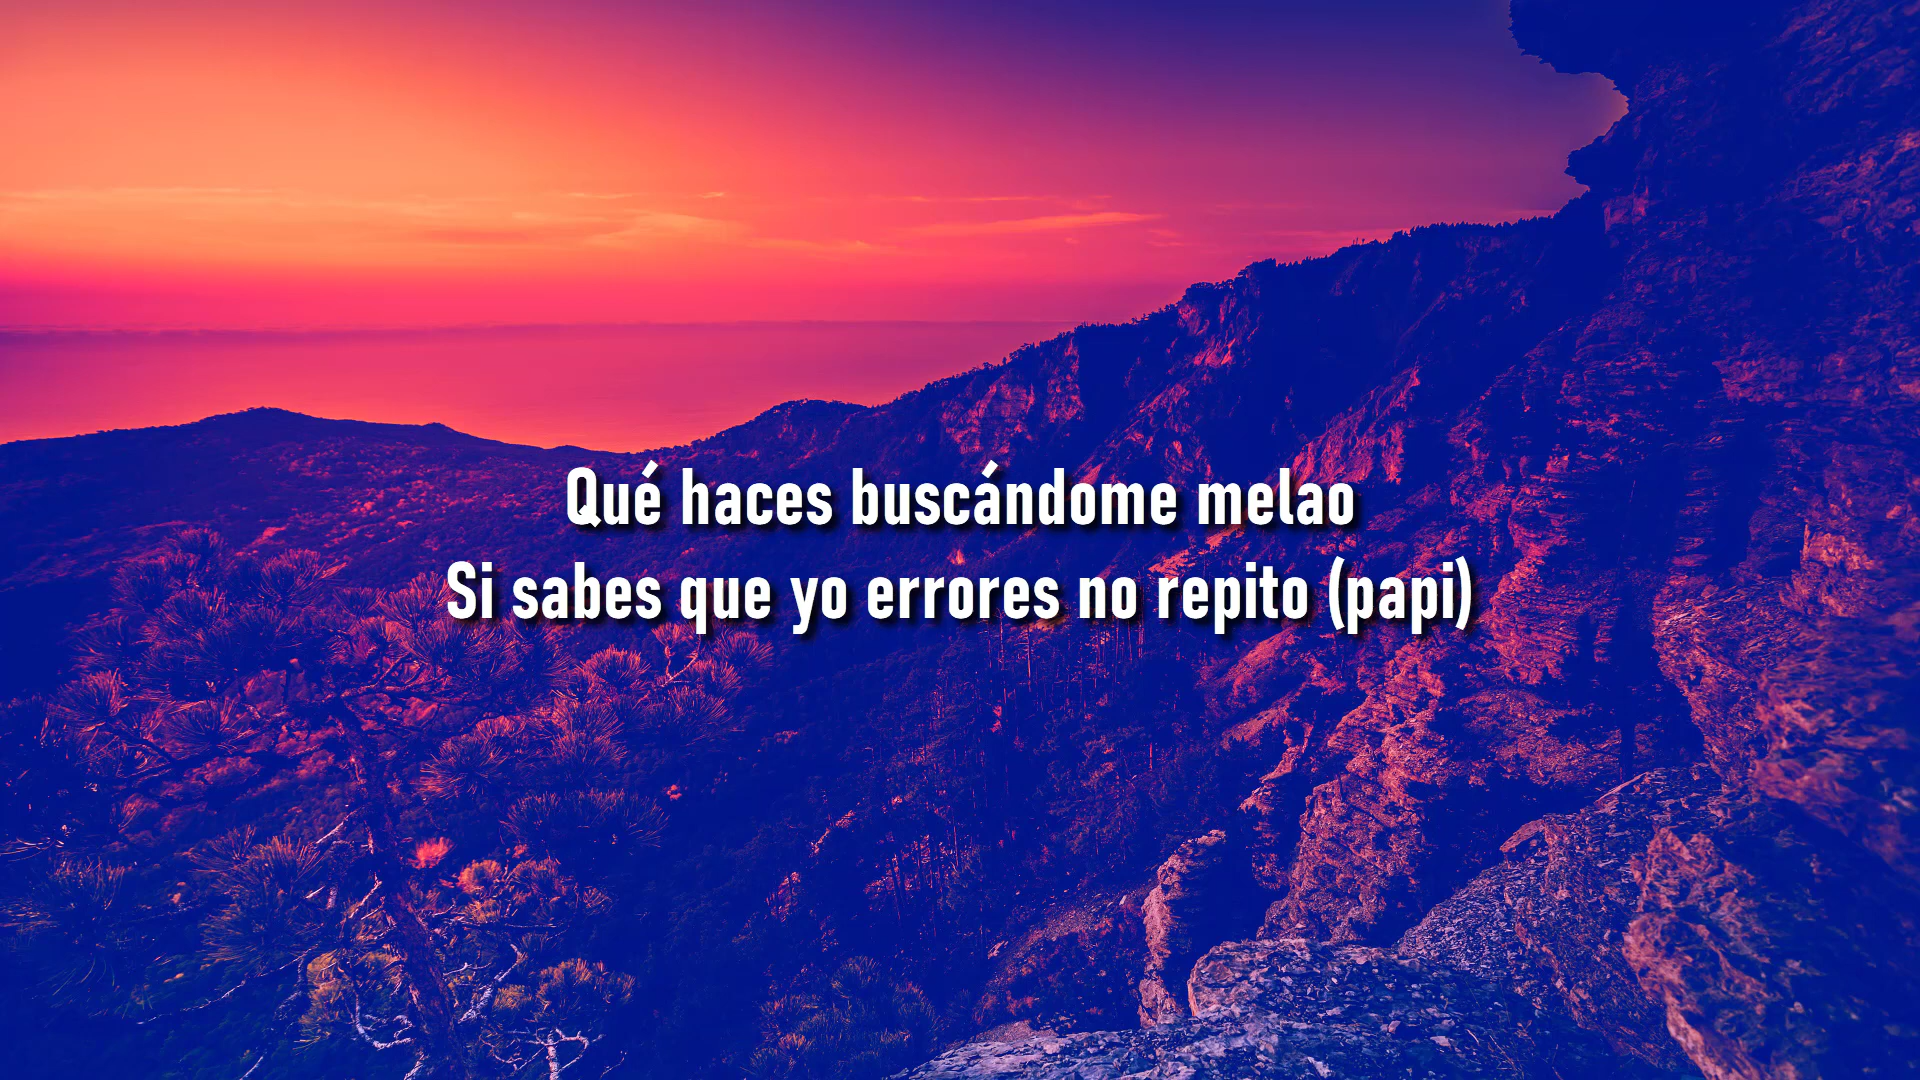 Qué haces buscándome melao
Si sabes que yo errores no repito (papi)